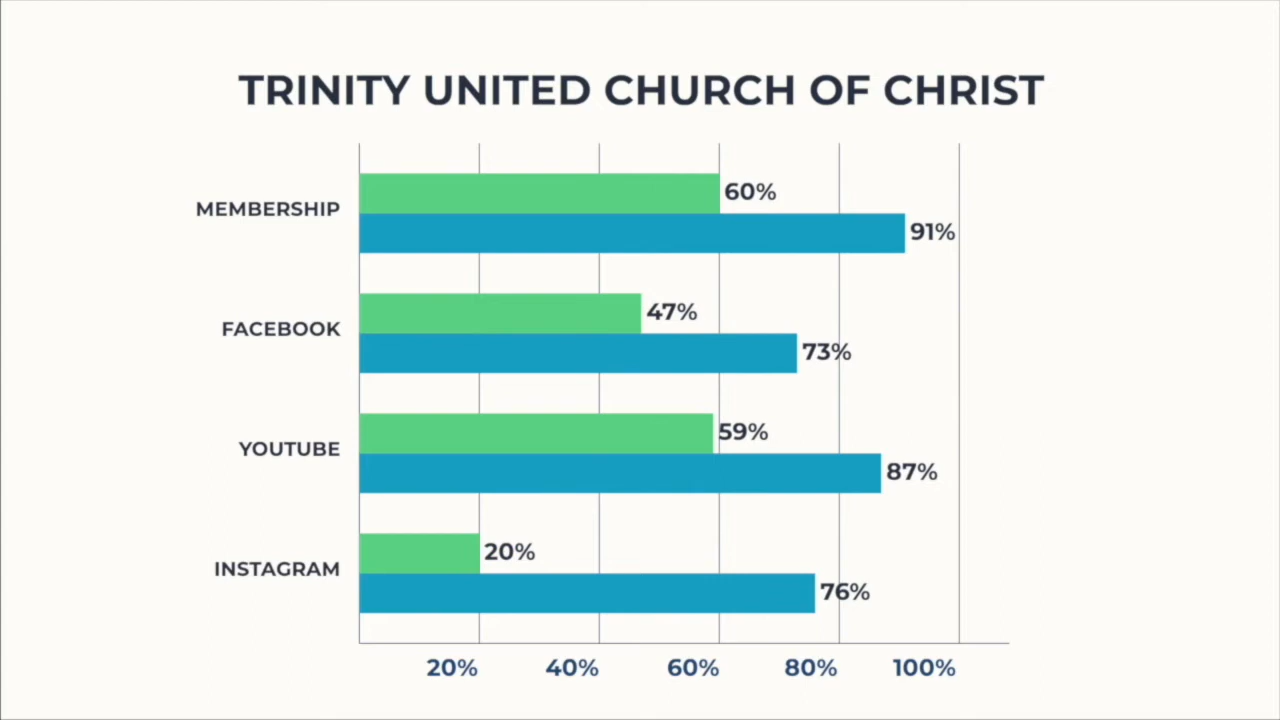 TRINITY UNITED CHURCH OF CHRIST
MEMBERSHIP
60%
91%
FACEBOOK
47%
73%
YOUTUBE
59%
87%
INSTAGRAM
20%
76%
20% 40% 60% 80% 100%